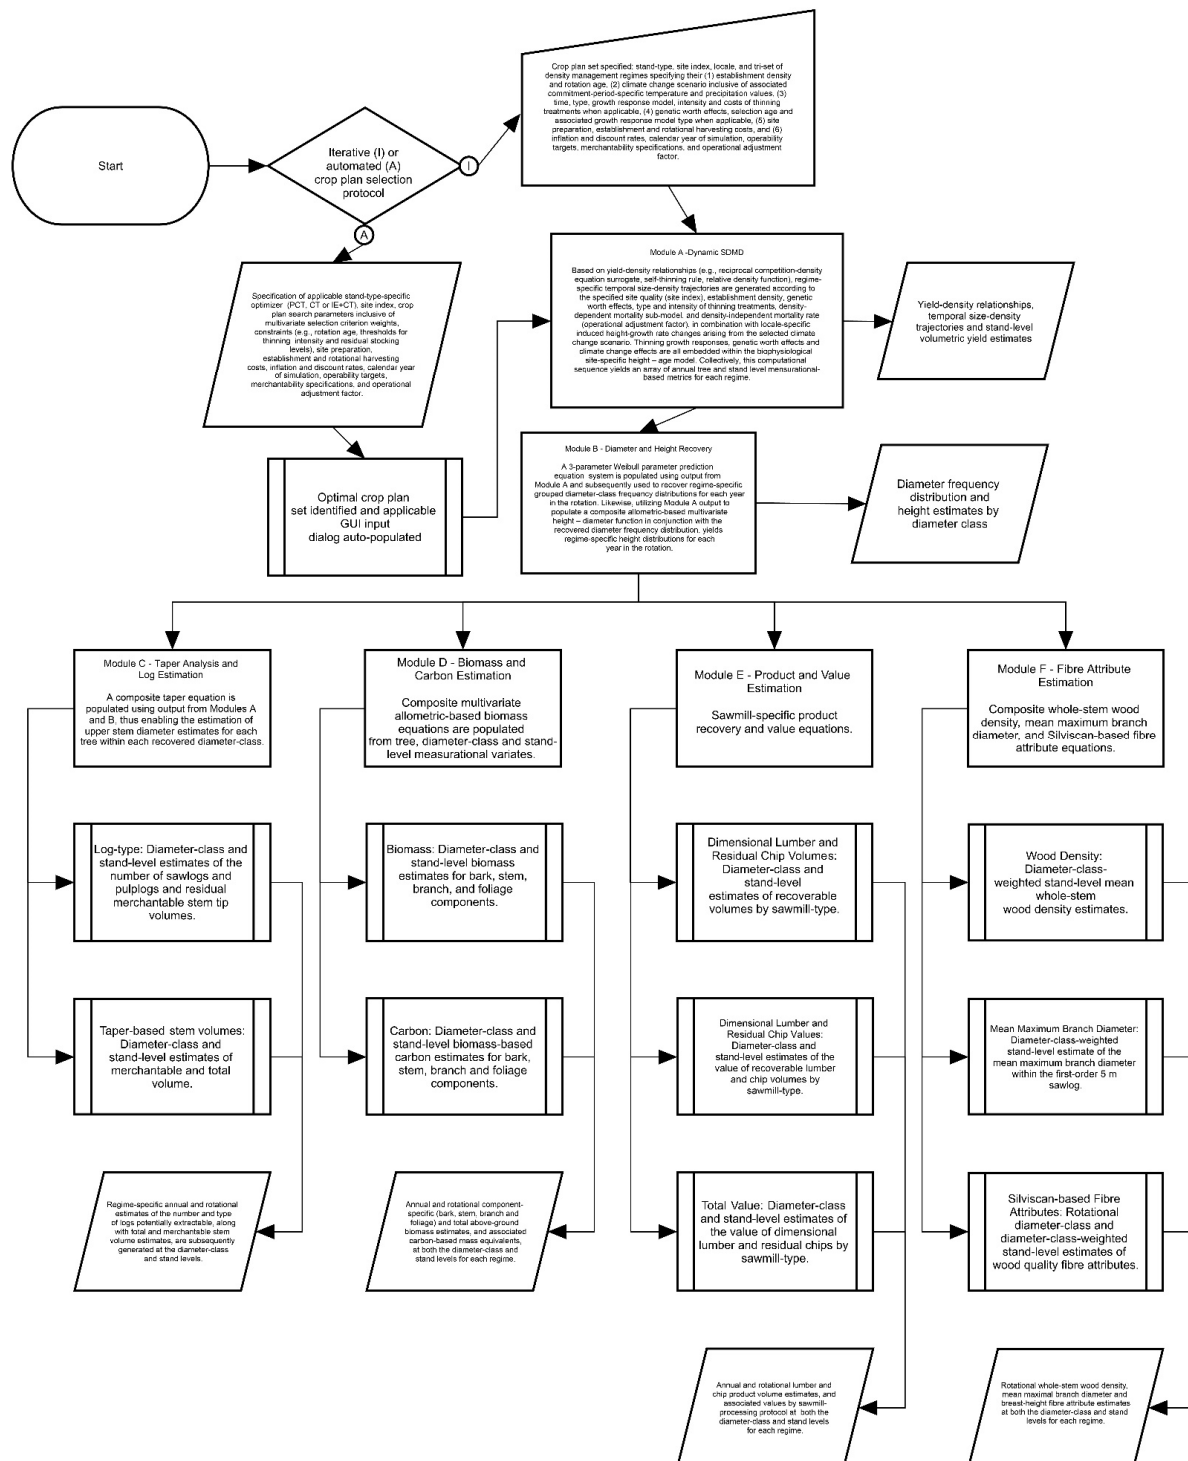 Start
Iterative (I) or
automated (A)
crop plan selection
protocol
I
A
Crop plan set specified: stand-type, site index, locale, and tri-set of
density management regimes specifying their (1) establishment density
and rotation age, (2) climate change scenario inclusive of associated
commitment-period-specific temperature and precipitation values, (3)
time, type, growth response model, intensity and costs of thinning
treatments when applicable, (4) genetic worth effects, selection age and
associated growth response model type when applicable, (5) site
preparation, establishment and rotational harvesting costs, and (6)
inflation and discount rates, calendar year of simulation, operability
targets, merchantability specifications, and operational adjustment
factor.
Specification of applicable stand-type-specific
optimizer (PCT, CT or IE+CT), site index, crop
plan search parameters inclusive of
multivariate selection criterion weights,
constraints (e.g., rotation age, thresholds for
thinning intensity and residual stocking
levels), site preparation,
establishment and rotational harvesting
costs, inflation and discount rates, calendar year
of simulation, operability targets,
merchantability specifications, and operational
adjustment factor.
Optimal crop plan
set identified and applicable
GUI input
dialog auto-populated
Module A -Dynamic SDMD
Based on yield-density relationships (e.g., reciprocal competition-density
equation surrogate, self-thinning rule, relative density function), regime-
specific temporal size-density trajectories are generated according to
the specified site quality (site index), establishment density, genetic
worth effects, type and intensity of thinning treatments, density-
dependent mortality sub-model, and density-independent mortality rate
(operational adjustment factor), in combination with locale-specific
induced height-growth rate changes arising from the selected climate
change scenario. Thinning growth responses, genetic worth effects and
climate change effects are all embedded within the biophysiological
site-specific height – age model. Collectively, this computational
sequence yields an array of annual tree and stand level mensurational-
based metrics for each regime.
Yield-density relationships,
temporal size-density
trajectories and stand-level
volumetric yield estimates
Module B - Diameter and Height Recovery
A 3-parameter Weibull parameter prediction
equation system is populated using output from
Module A and subsequently used to recover regime-specific
grouped diameter-class frequency distributions for each year
in the rotation. Likewise, utilizing Module A output to
populate a composite allometric-based multivariate
height – diameter function in conjunction with the
recovered diameter frequency distribution, yields
regime-specific height distributions for each
year in the rotation.
Diameter frequency
distribution and
height estimates by
diameter class
Module C - Taper Analysis and
Log Estimation
A composite taper equation is
populated using output from Modules A
and B, thus enabling the estimation of
upper stem diameter estimates for each
tree within each recovered diameter-class.
Module D - Biomass and
Carbon Estimation
Composite multivariate
allometric-based biomass
equations are populated
from tree, diameter-class and stand-
level measurational variates.
Module E - Product and Value
Estimation
Sawmill-specific product
recovery and value equations.
Module F - Fibre Attribute
Estimation
Composite whole-stem wood
density, mean maximum branch
diameter, and Silviscan-based fibre
attribute equations.
Log-type: Diameter-class and
stand-level estimates of the
number of sawlogs and
pulplogs and residual
merchantable stem tip
volumes.
Biomass: Diameter-class and
stand-level biomass
estimates for bark, stem,
branch, and foliage
components.
Dimensional Lumber and
Residual Chip Volumes:
Diameter-class and
stand-level
estimates of recoverable
volumes by sawmill-type.
Wood Density:
Diameter-class-
weighted stand-level mean
whole-stem
wood density estimates.
Taper-based stem volumes:
Diameter-class and
stand-level estimates of
merchantable and total
volume.
Carbon: Diameter-class and
stand-level biomass-based
carbon estimates for bark,
stem, branch and foliage
components.
Dimensional Lumber and
Residual Chip Values:
Diameter-class and
stand-level estimates of the
value of recoverable lumber
and chip volumes by
sawmill-type.
Mean Maximum Branch Diameter:
Diameter-class-weighted
stand-level estimate of the
mean maximum branch diameter
within the first-order 5 m
sawlog.
Regime-specific annual and rotational
estimates of the number and type
of logs potentially extractable, along
with total and merchantable stem
volume estimates, are subsequently
generated at the diameter-class
and stand levels.
Annual and rotational component-
specific (bark, stem, branch and
foliage) and total above-ground
biomass estimates, and associated
carbon-based mass equivalents, at
both the diameter-class and
stand levels for each regime.
Total Value: Diameter-class
and stand-level estimates of
the value of dimensional
lumber and residual chips by
sawmill-type.
Silviscan-based Fibre
Attributes: Rotational
diameter-class and
diameter-class-weighted
stand-level estimates of
wood quality fibre attributes.
Annual and rotational lumber and
chip product volume estimates, and
associated values by sawmill-
processing protocol at both the
diameter-class and stand levels
for each regime.
Rotational whole-stem wood density,
mean maximal branch diameter and
breast-height fibre attribute estimates
at both the diameter-class and stand
levels for each regime.